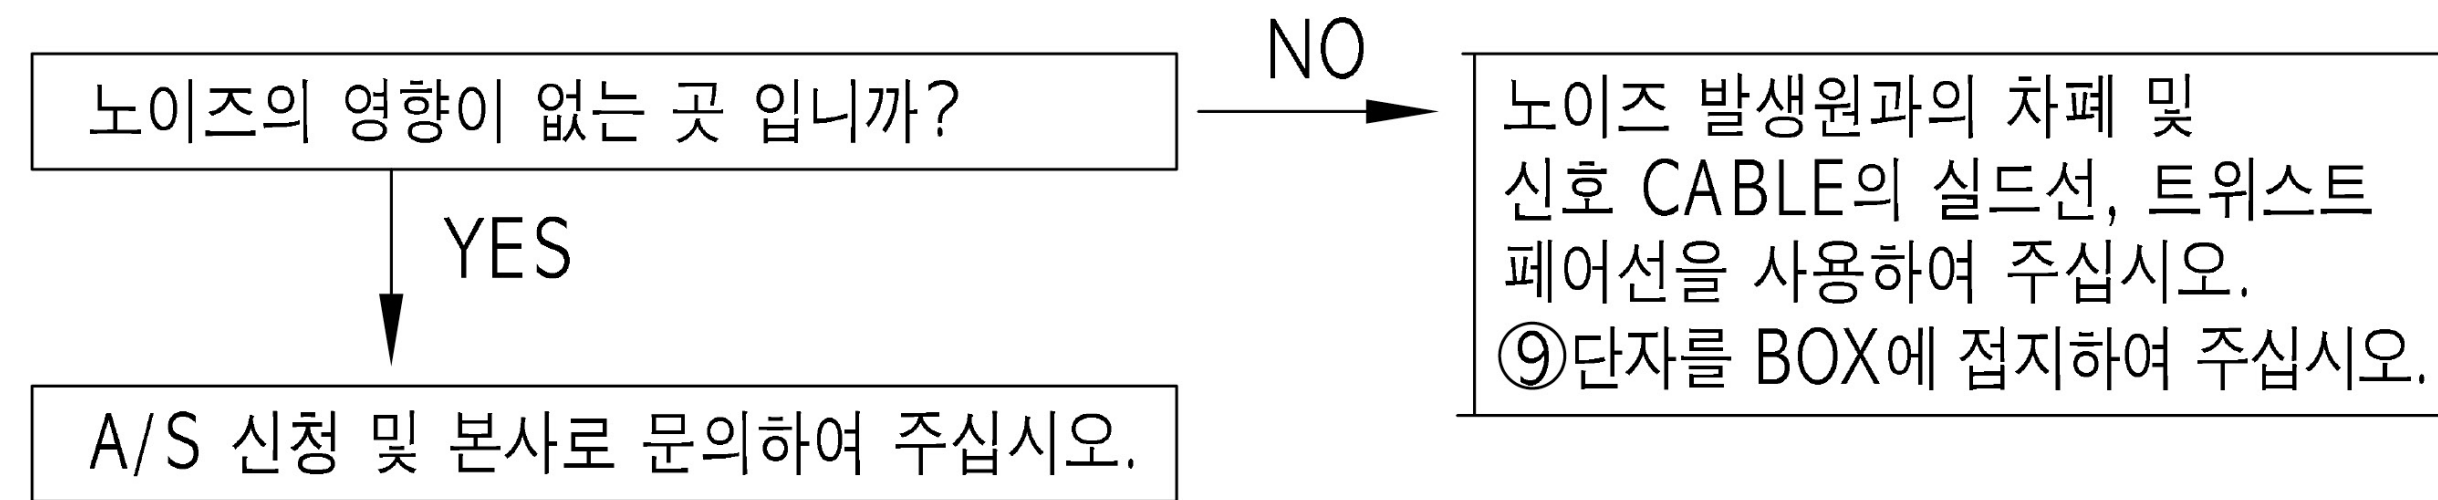 노이즈의 영향이 없는 곳 입니까?
NO
노이즈 발생원과의 차폐 및
신호 CABLE의 실드선, 트위스트
페어선을 사용하여 주십시오.
⑨단자를 BOX에 접지하여 주십시오.
YES
A/S 신청 및 본사로 문의하여 주십시오.